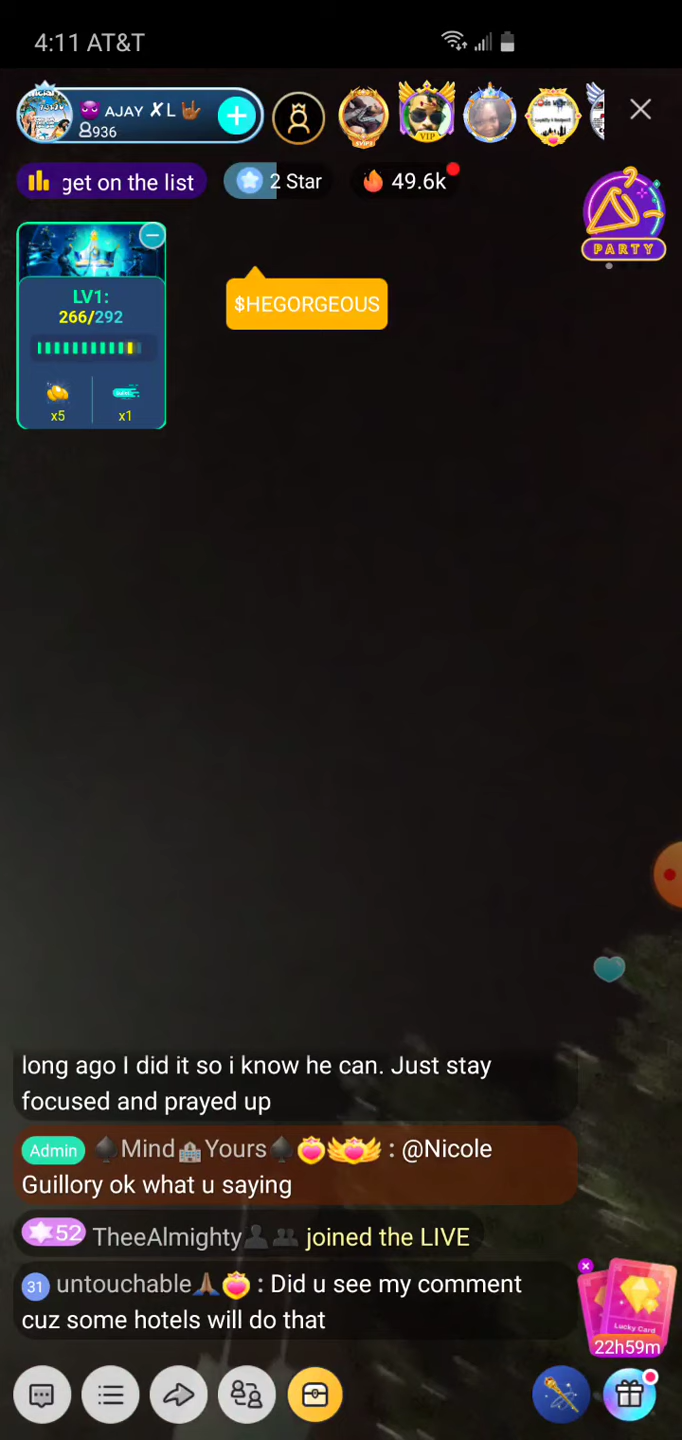 4:11 AT&T
AJAY XL
936
get on the list
2 Star
49.6k
PARTY
LV1:
266/292
x5
x1
$HEGORGEOUS
VIP
long ago I did it so i know he can. Just stay
focused and prayed up
Admin Mind Yours : @Nicole
Guillory ok what u saying
52 TheeAlmighty joined the LIVE
31 untouchable : Did u see my comment
cuz some hotels will do that
Lucky Card
22h59m